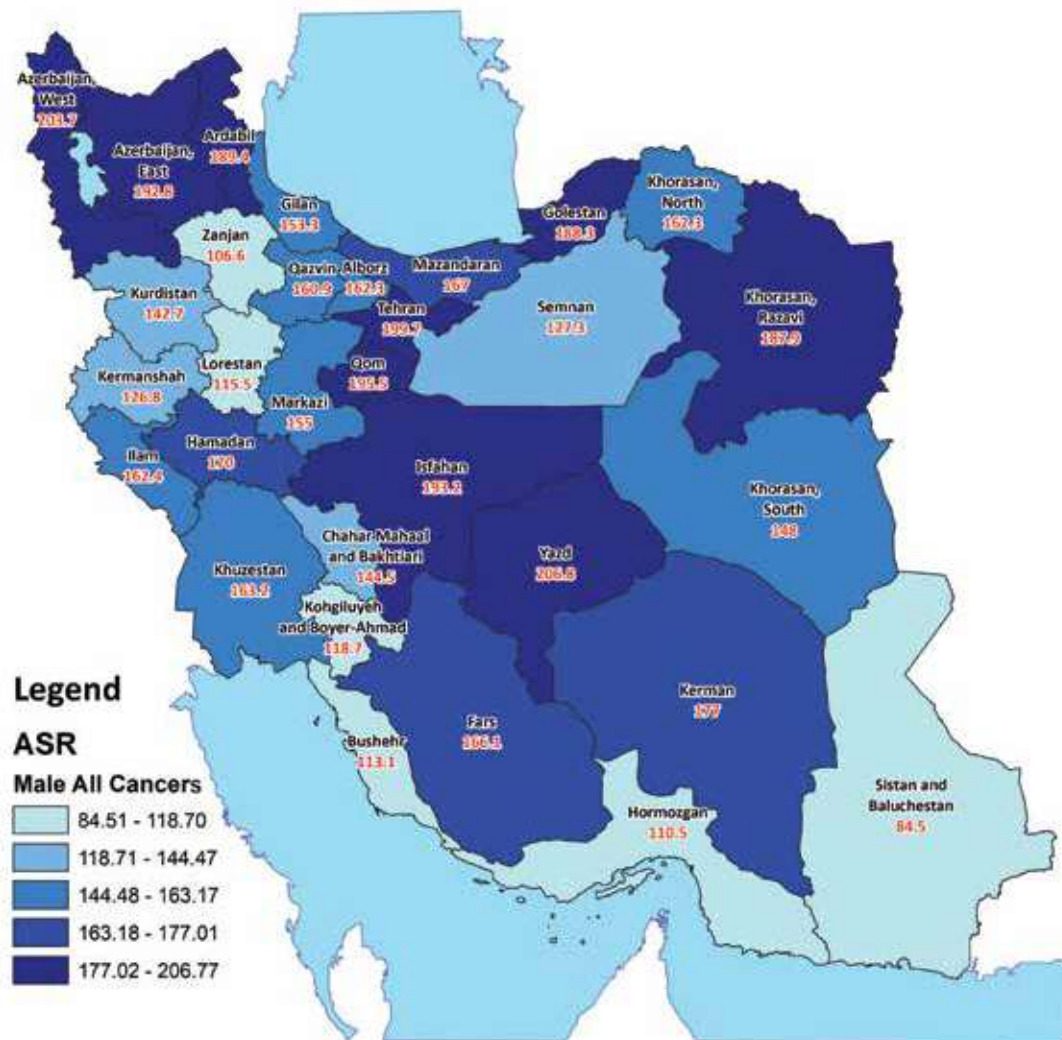 Azerbaijan,
West
203.7
Azerbaijan,
East
192.8
Ardabil
189.4
Gilan
153.3
Zanjan
106.6
Kurdistan
142.7
Qazvin
160.9
Alborz
162.3
Mazandaran
167
Golestan
188.3
Khorasan,
North
162.3
Tehran
199.7
Semnan
127.3
Khorasan,
Razavi
187.9
Kermanshah
126.8
Lorestan
115.5
Qom
195.5
Markazi
155
Ilam
162.4
Hamadan
170
Isfahan
193.2
Khorasan,
South
148
Khuzestan
163.2
Chahar-Mahaal
and Bakhtiari
144.5
Yazd
206.8
Kohgiluyeh
and Boyer-Ahmad
118.7
Bushehr
113.1
Fars
166.1
Kerman
177
Hormozgan
110.5
Sistan and
Baluchestan
84.5
Legend
ASR
Male All Cancers
84.51 - 118.70
118.71 - 144.47
144.48 - 163.17
163.18 - 177.01
177.02 - 206.77